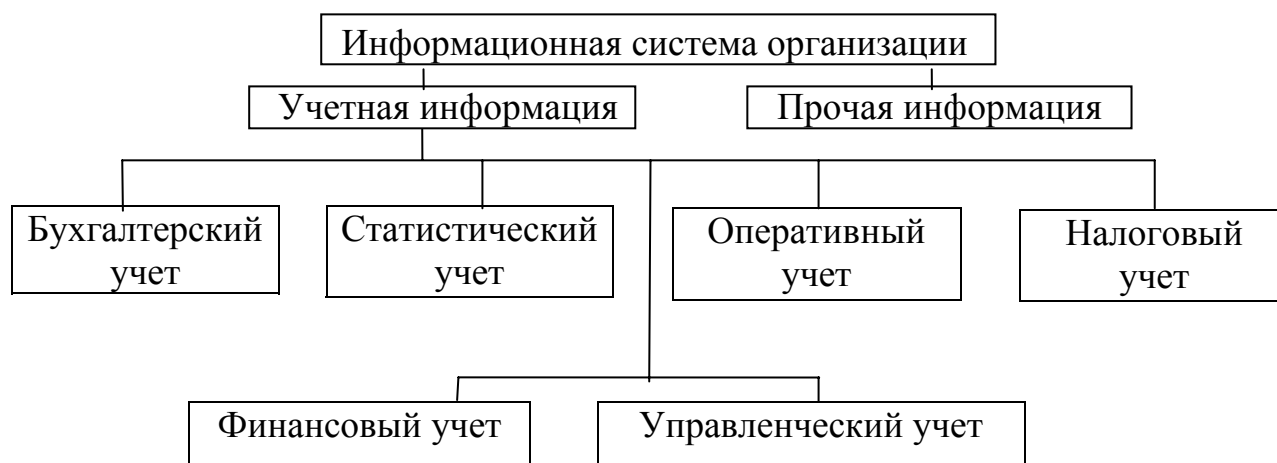 Информационная система организации
Учетная информация
Прочая информация
Бухгалтерский
учет
Статистический
учет
Оперативный
учет
Налоговый
учет
Финансовый учет
Управленческий учет